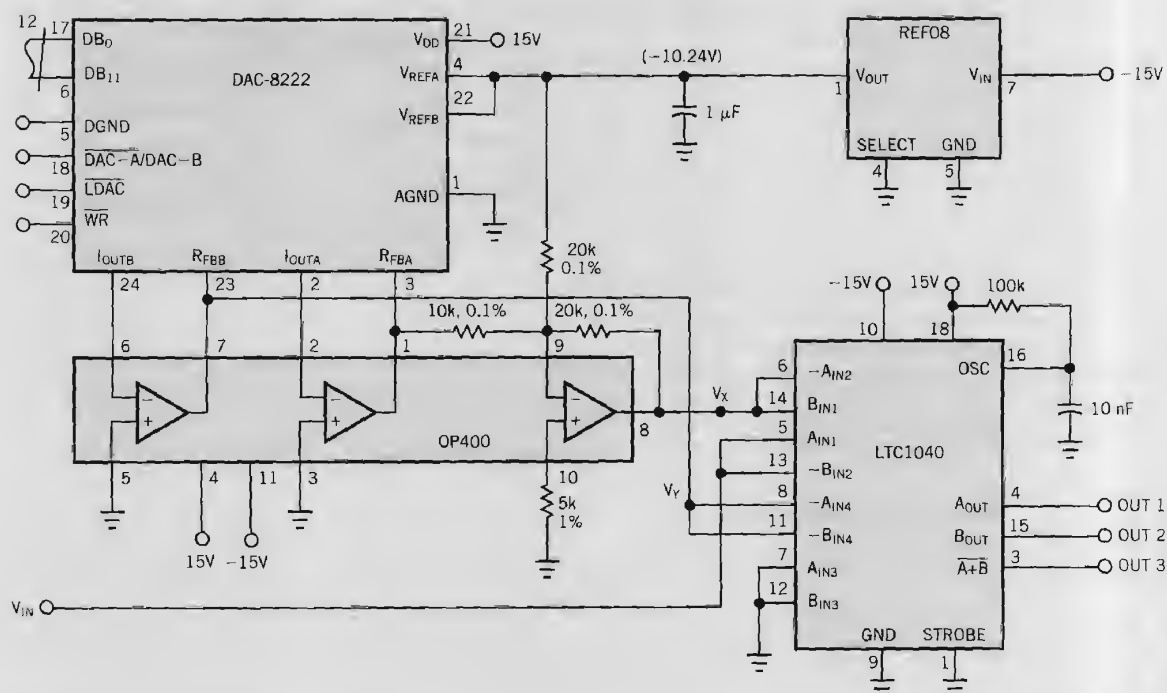 12
17
DB0
DB11
6
5
DGND
18
DAC-A/DAC-B
19
LDAC
20
WR
DAC-8222
21
VDD
15V
4
VREFA
22
VREFB
1
AGND
IOUTB
RFBB
IOUTA
RFBA
24
23
2
3
(-10.24V)
1 µF
REF08
1
VOUT
VIN
7
-15V
SELECT
GND
4
5
20k
0.1%
10k, 0.1%
20k, 0.1%
6
7
2
1
9
-
+
-
+
-
+
OP400
8
5
4
11
3
10
15V
-15V
5k
1%
VX
VY
VIN
-15V
15V
100k
10
18
16
OSC
10 nF
6
-AIN2
14
BIN1
5
AIN1
13
-BIN2
8
-AIN4
11
-BIN4
7
AIN3
12
BIN3
LTC1040
AOUT
4
OUT 1
BOUT
15
OUT 2
A+B
3
OUT 3
GND
STROBE
9
1